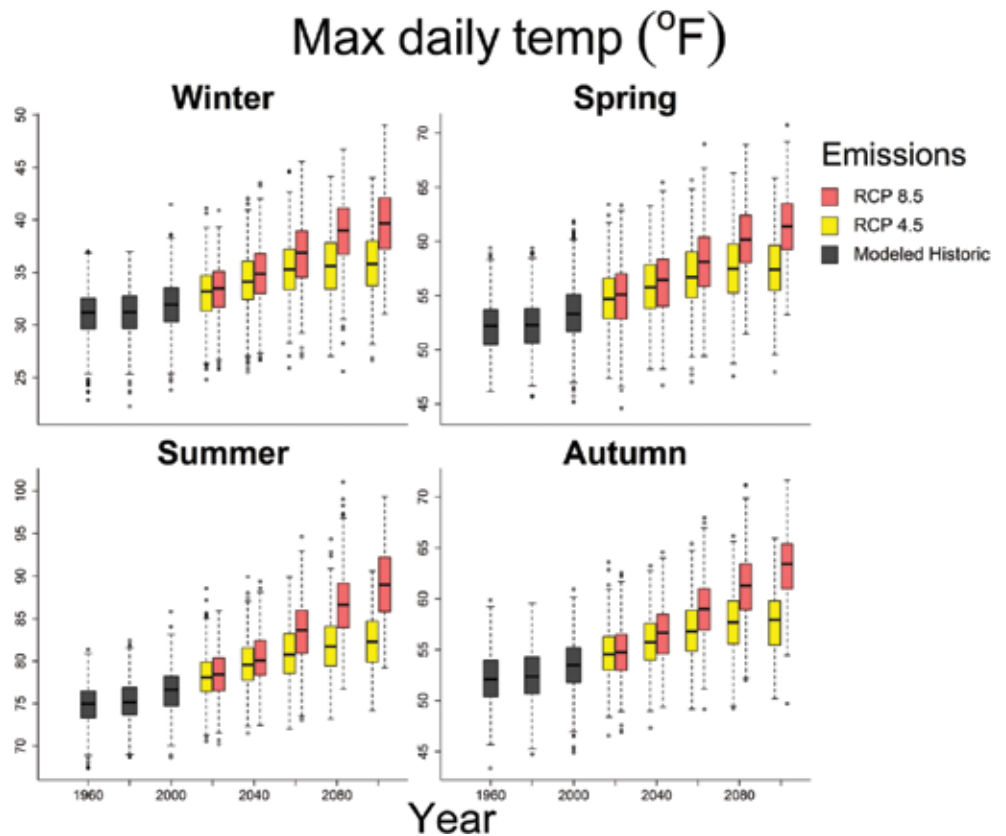 Max daily temp (°F)
Winter
Spring
50
45
40
35
30
25
70
65
60
55
50
45
Emissions
RCP 8.5
RCP 4.5
Modeled Historic
Summer
Autumn
100
95
90
85
80
75
70
70
65
60
55
50
45
1960 2000 2040 2080
1960 2000 2040 2080
Year